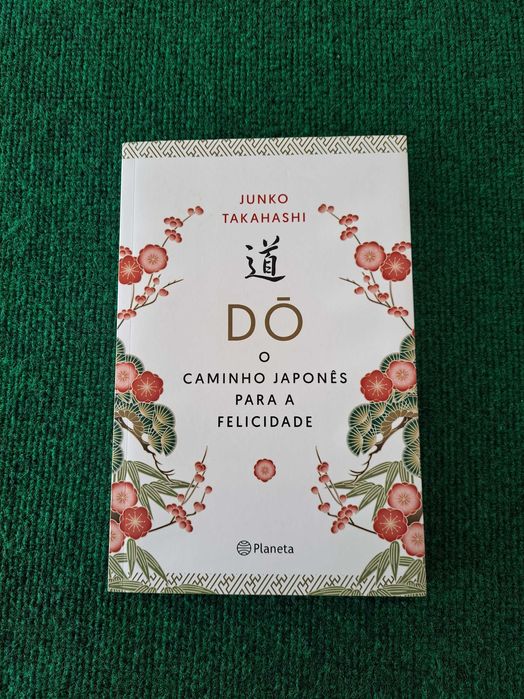 JUNKO
TAKAHASHI
道
DŌ
O
CAMINHO JAPONÊS
PARA A
FELICIDADE
Planeta